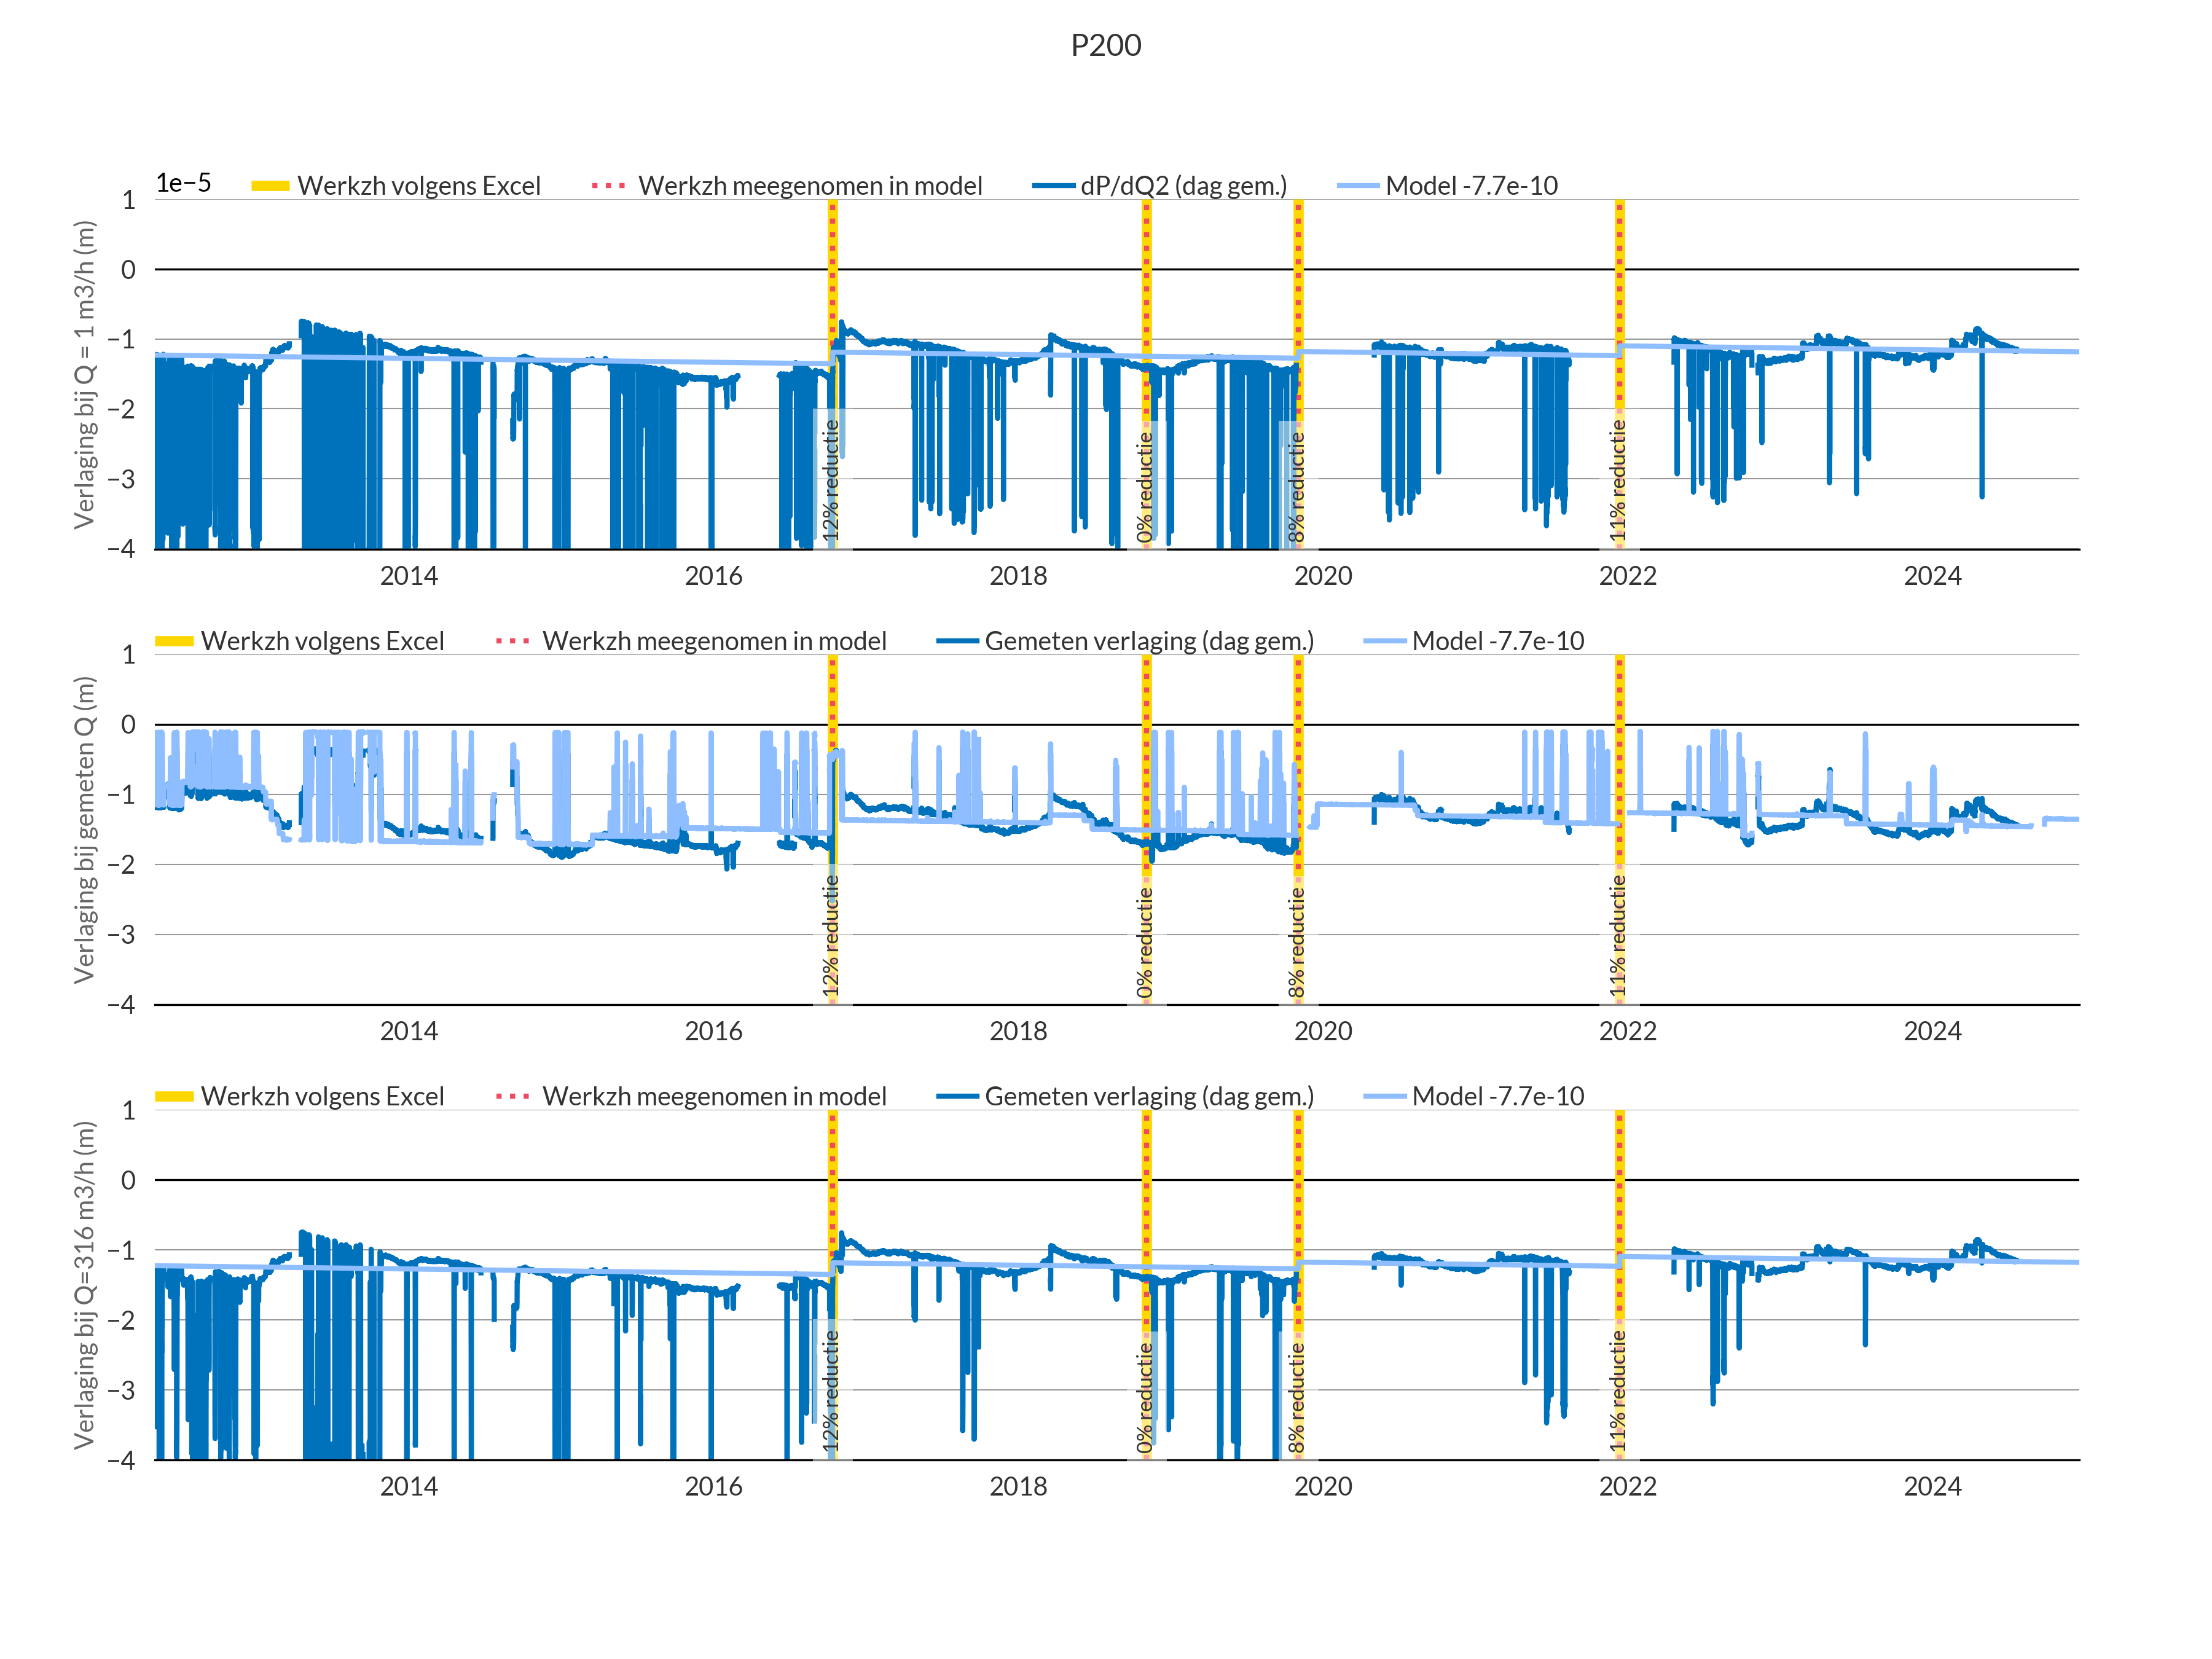 P200
1e−5
Werkzh volgens Excel
Werkzh meegenomen in model
dP/dQ2 (dag gem.)
Model -7.7e-10
Verlaging bij Q = 1 m3/h (m)
1
0
−1
−2
−3
−4
12% reductie
0% reductie
8% reductie
11% reductie
2014
2016
2018
2020
2022
2024
Werkzh volgens Excel
Werkzh meegenomen in model
Gemeten verlaging (dag gem.)
Model -7.7e-10
Verlaging bij gemeten Q (m)
1
0
−1
−2
−3
−4
12% reductie
0% reductie
8% reductie
11% reductie
2014
2016
2018
2020
2022
2024
Werkzh volgens Excel
Werkzh meegenomen in model
Gemeten verlaging (dag gem.)
Model -7.7e-10
Verlaging bij Q=316 m3/h (m)
1
0
−1
−2
−3
−4
12% reductie
0% reductie
8% reductie
11% reductie
2014
2016
2018
2020
2022
2024